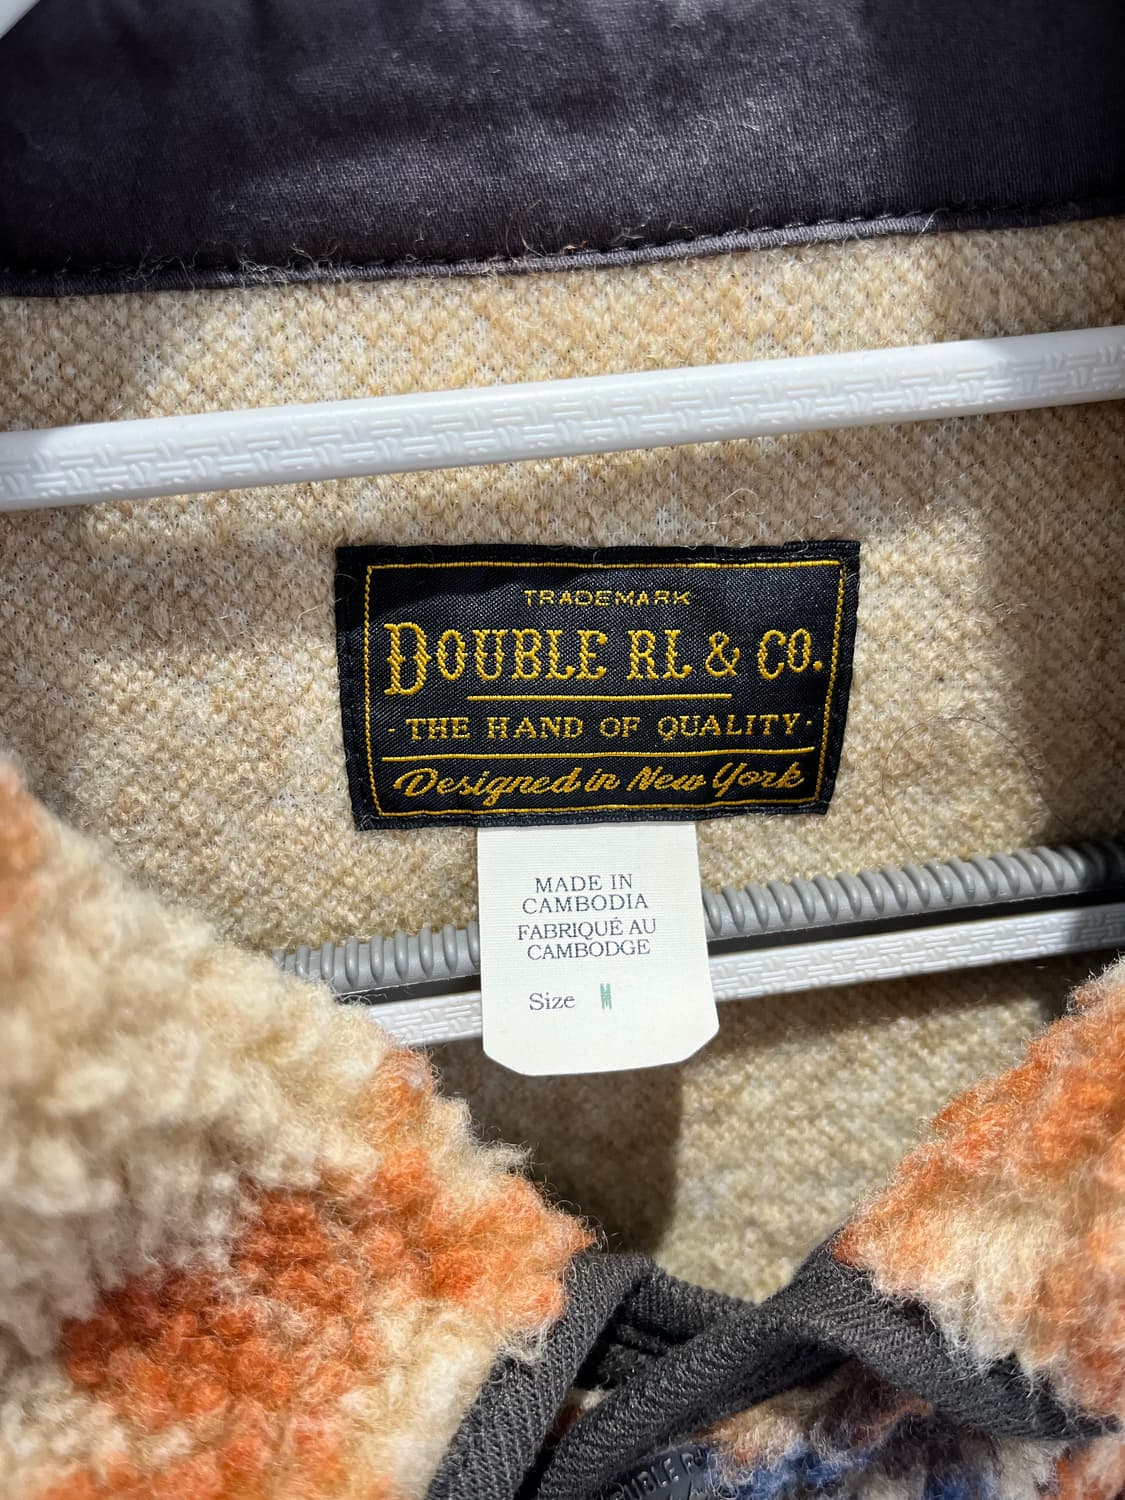 TRADEMARK
DOUBLE RL & CO.
· THE HAND OF QUALITY ·
Designed in New York
MADE IN
CAMBODIA
FABRIQUÉ AU
CAMBODGE
Size M